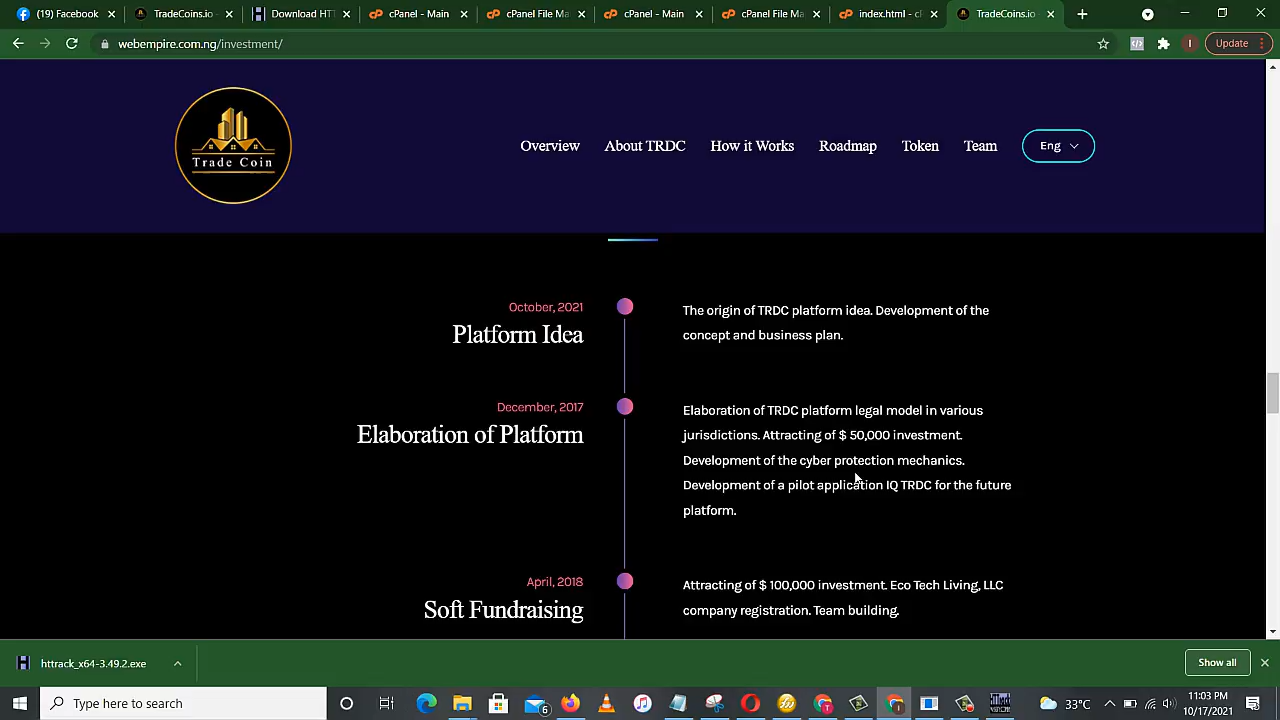 (19) Facebook
TradeCoins.io -
Download HTT
cPanel - Main
cPanel File Ma
cPanel - Main
cPanel File Ma
index.html - cP
TradeCoins.io
webempire.com.ng/investment/
Update
Trade Coin
Overview
About TRDC
How it Works
Roadmap
Token
Team
Eng
October, 2021
Platform Idea
The origin of TRDC platform idea. Development of the
concept and business plan.
December, 2017
Elaboration of Platform
Elaboration of TRDC platform legal model in various
jurisdictions. Attracting of $ 50,000 investment.
Development of the cyber protection mechanics.
Development of a pilot application IQ TRDC for the future
platform.
April, 2018
Soft Fundraising
Attracting of $ 100,000 investment. Eco Tech Living, LLC
company registration. Team building.
httrack_x64-3.49.2.exe
Show all
Type here to search
6
33°C
11:03 PM
10/17/2021